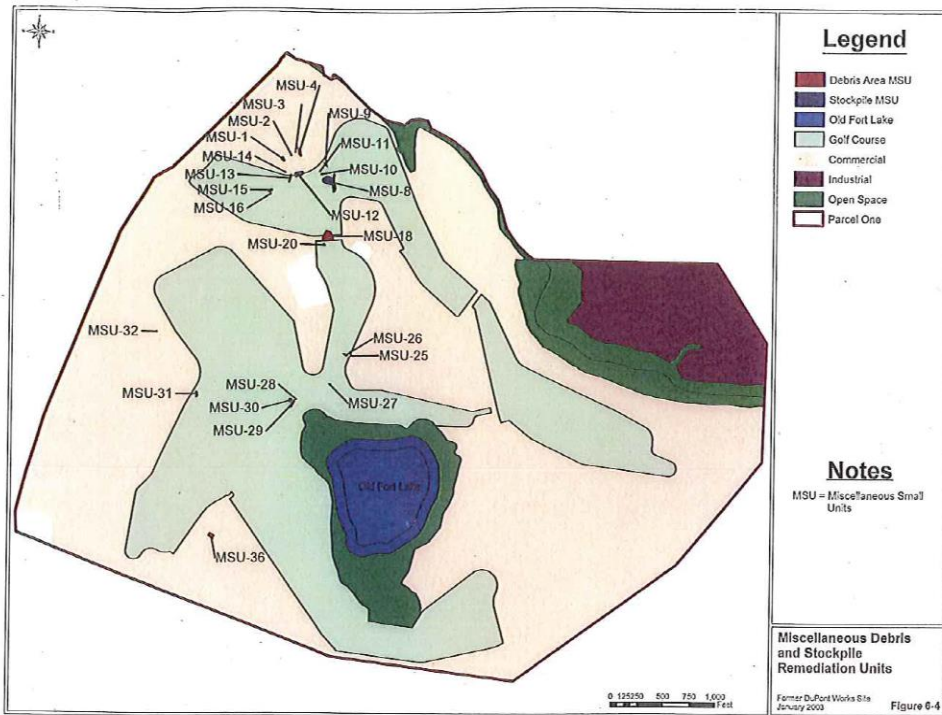 MSU-4
MSU-3
MSU-2
MSU-1
MSU-14
MSU-13
MSU-15
MSU-16
MSU-9
MSU-11
MSU-10
MSU-8
MSU-12
MSU-18
MSU-20
MSU-26
MSU-25
MSU-32
MSU-31
MSU-28
MSU-30
MSU-29
MSU-27
Old Fort Lake
MSU-36
0 125250 500 750 1,000
Feet
Legend
Debris Area MSU
Stockpile MSU
Old Fort Lake
Golf Course
Commercial
Industrial
Open Space
Parcel One
Notes
MSU = Miscellaneous Small
Units
Miscellaneous Debris
and Stockpile
Remediation Units
Former DuPont Works Site
January 2003
Figure 6-4